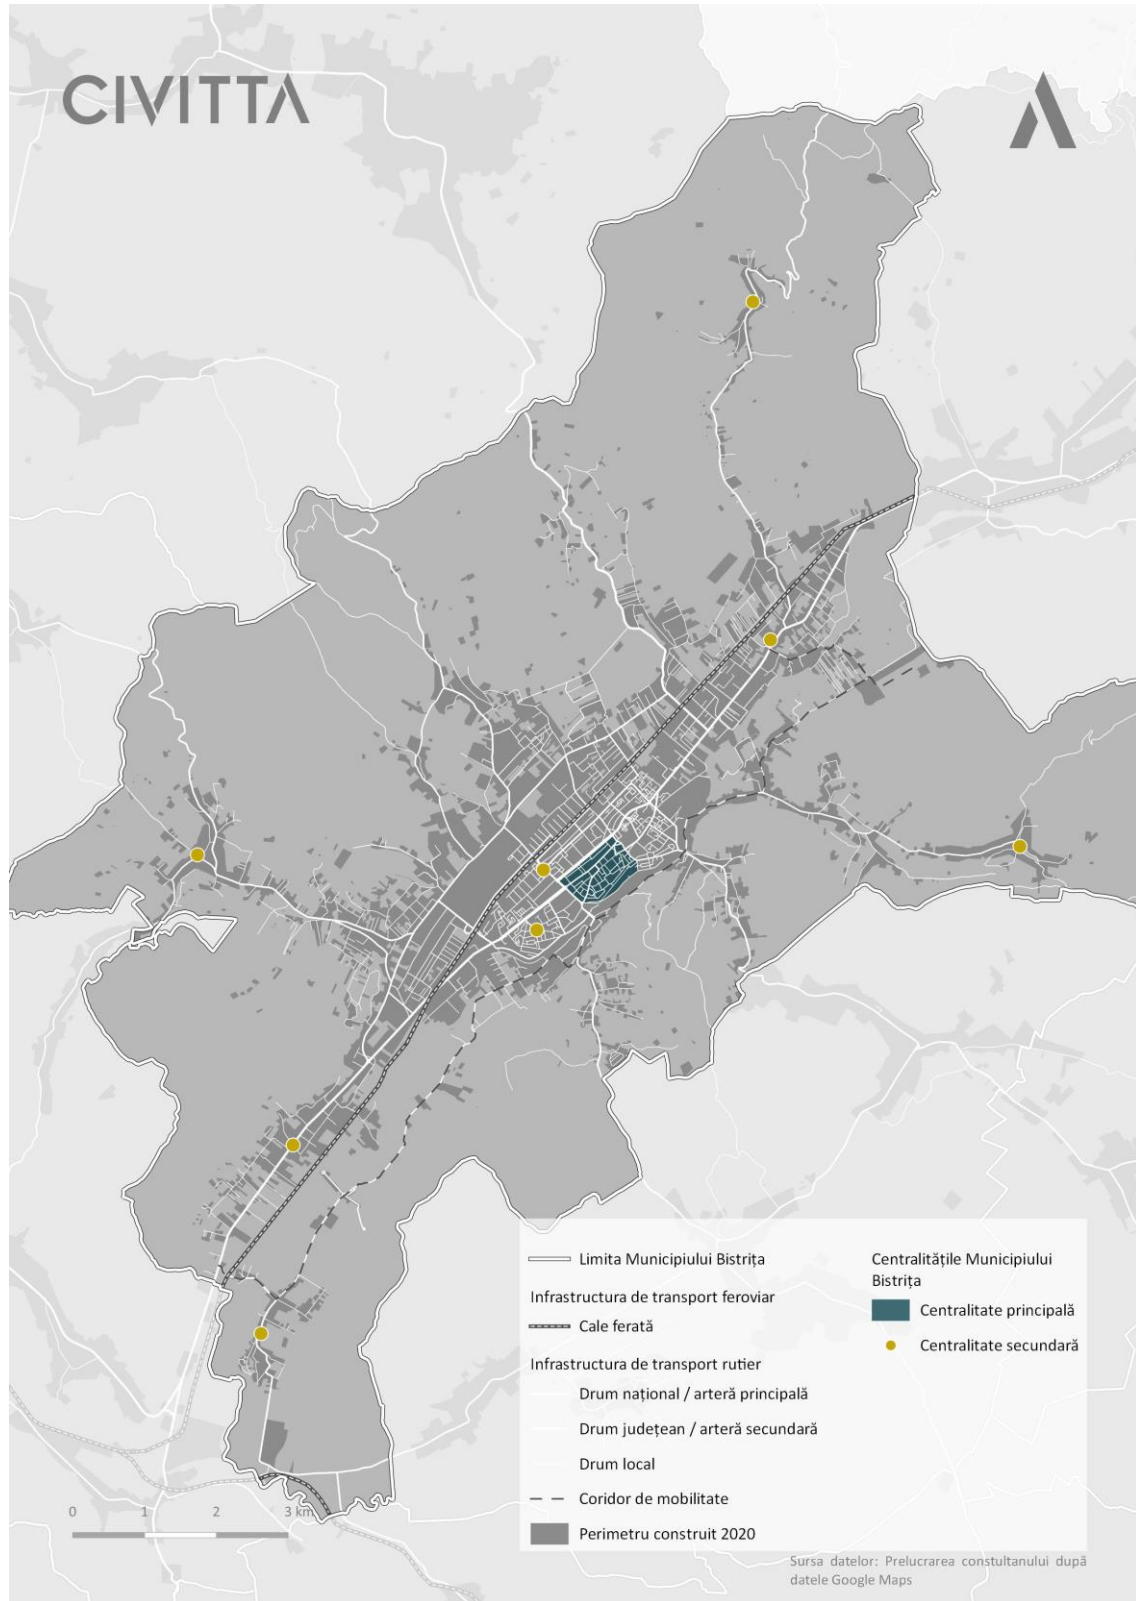 CIVITTA
Limita Municipiului Bistrița
Infrastructura de transport feroviar
Cale ferată
Infrastructura de transport rutier
Drum național / arteră principală
Drum județean / arteră secundară
Drum local
Coridor de mobilitate
Perimetru construit 2020
Centralitățile Municipiului
Bistrița
Centralitate principală
Centralitate secundară
0 1 2 3 km
Sursa datelor: Prelucrarea constultanului după
datele Google Maps